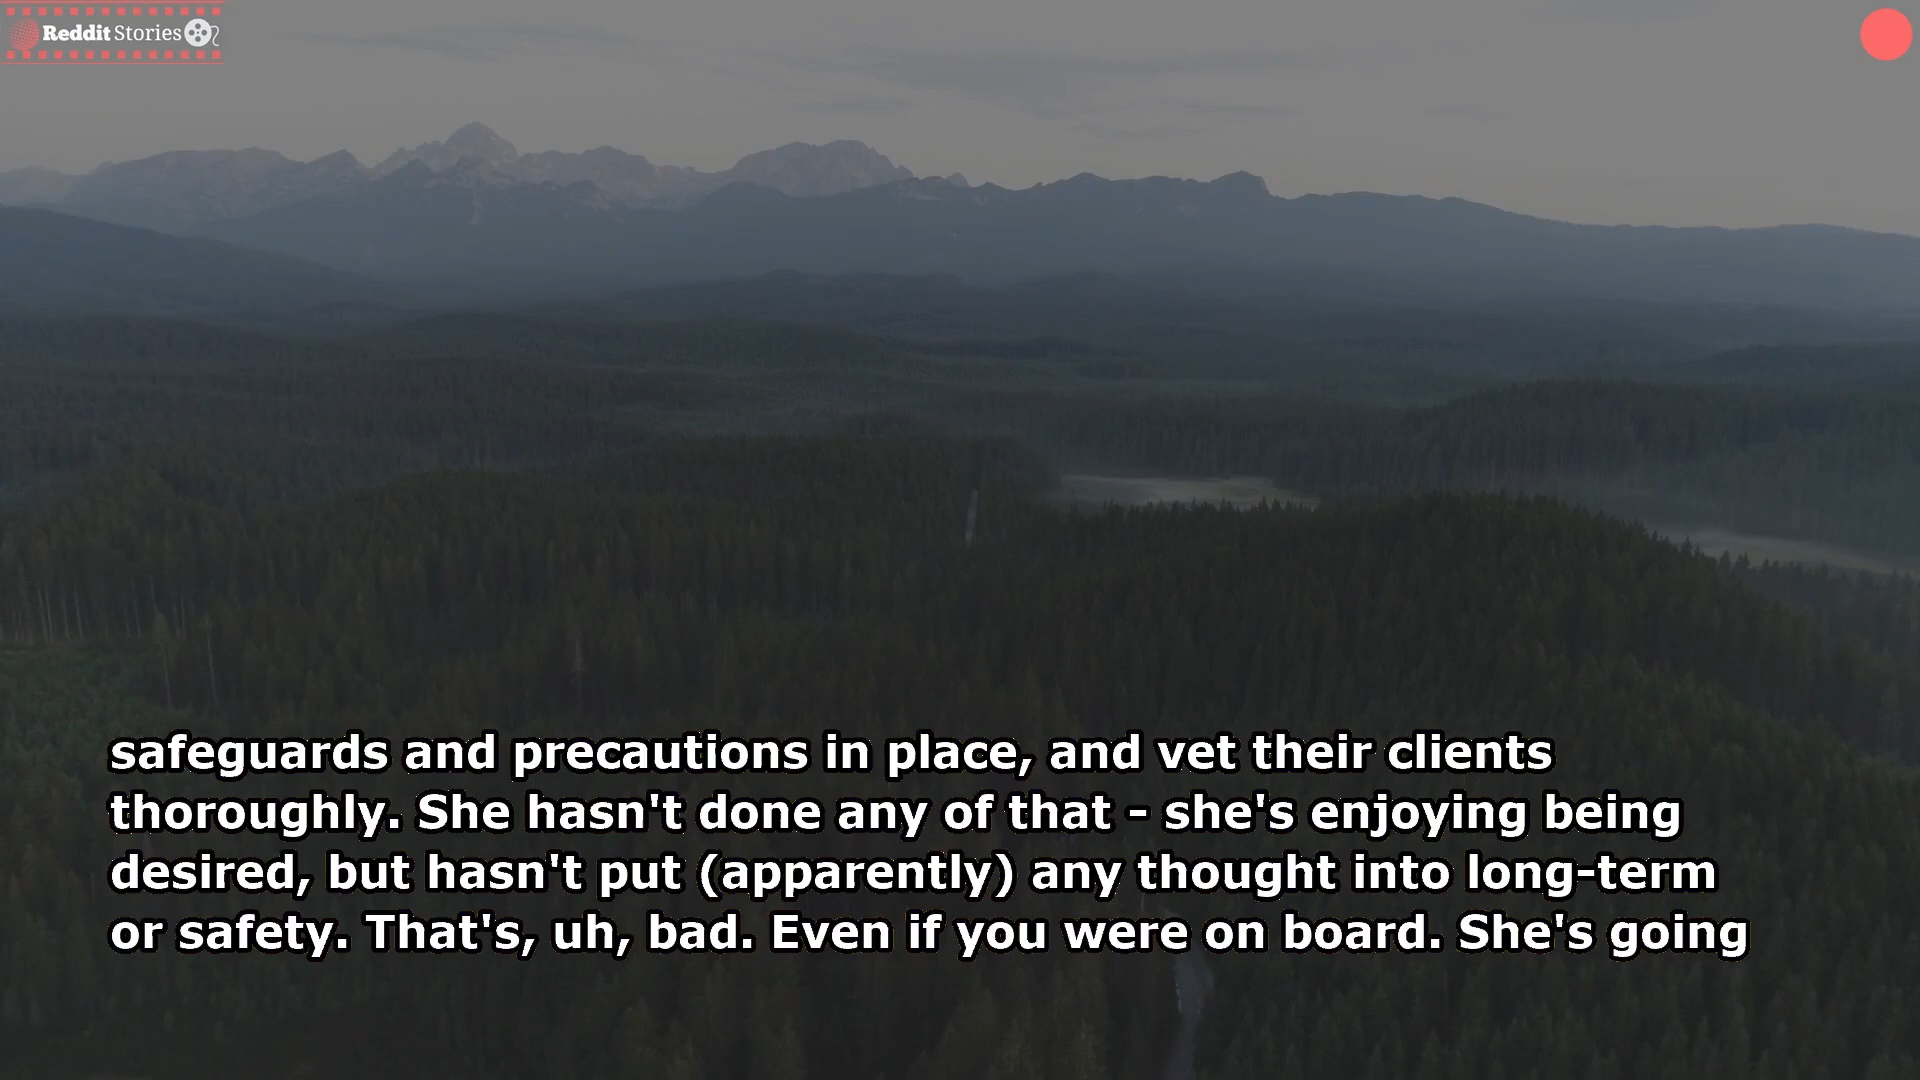 Reddit Stories
safeguards and precautions in place, and vet their clients
thoroughly. She hasn't done any of that - she's enjoying being
desired, but hasn't put (apparently) any thought into long-term
or safety. That's, uh, bad. Even if you were on board. She's going